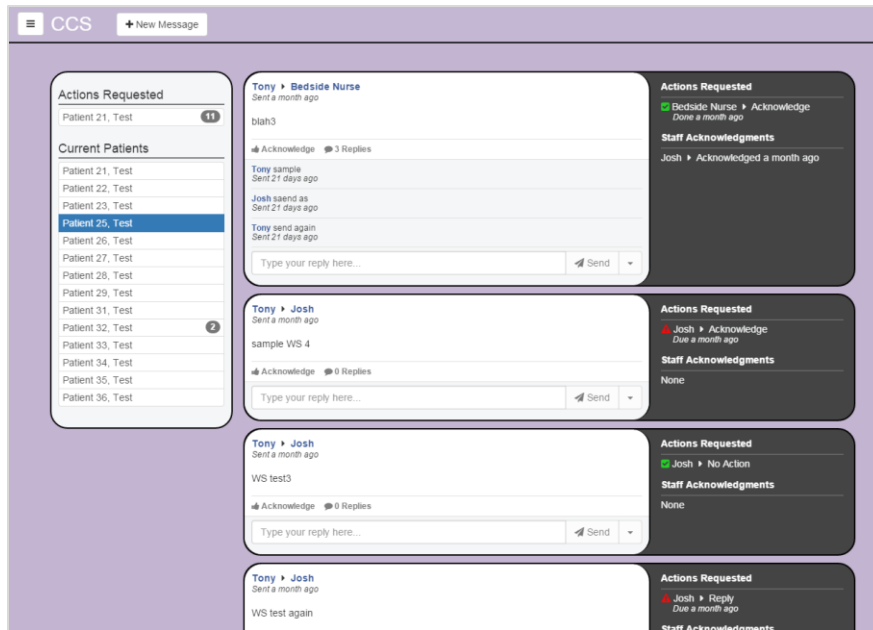 CCS
New Message
Actions Requested
Patient 21, Test 11
Current Patients
Patient 21, Test
Patient 22, Test
Patient 23, Test
Patient 25, Test
Patient 26, Test
Patient 27, Test
Patient 28, Test
Patient 29, Test
Patient 31, Test
Patient 32, Test 2
Patient 33, Test
Patient 34, Test
Patient 35, Test
Patient 36, Test
Tony Bedside Nurse
Sent a month ago
blah3
Acknowledge 3 Replies
Tony sample
Sent 21 days ago
Josh saend as
Sent 21 days ago
Tony send again
Sent 21 days ago
Type your reply here...
Send
Actions Requested
Bedside Nurse Acknowledge
Done a month ago
Staff Acknowledgments
Josh Acknowledged a month ago
Tony Josh
Sent a month ago
sample WS 4
Acknowledge 0 Replies
Type your reply here...
Send
Actions Requested
Josh Acknowledge
Due a month ago
Staff Acknowledgments
None
Tony Josh
Sent a month ago
WS test3
Acknowledge 0 Replies
Type your reply here...
Send
Actions Requested
Josh No Action
Staff Acknowledgments
None
Tony Josh
Sent a month ago
WS test again
Actions Requested
Josh Reply
Due a month ago
Staff Acknowledgments